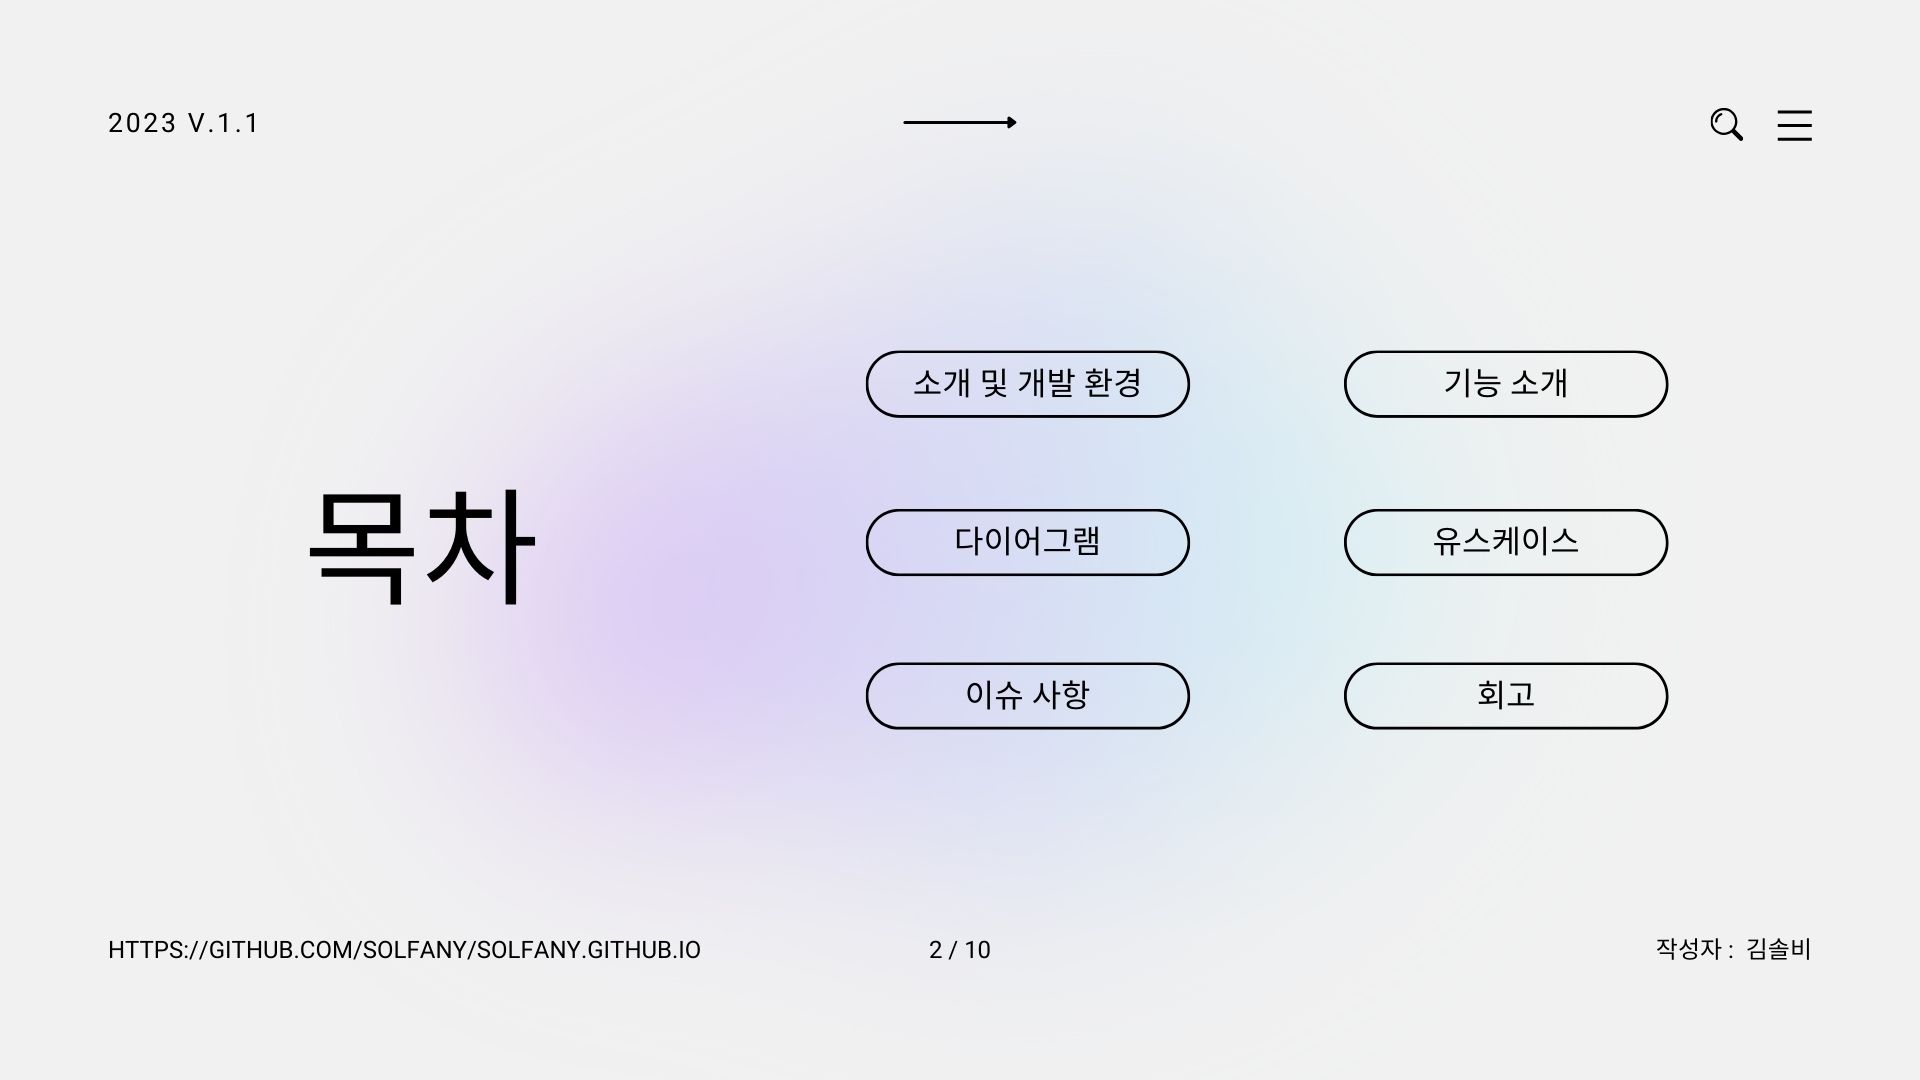 2023 V.1.1
목차
소개 및 개발 환경
기능 소개
다이어그램
유스케이스
이슈 사항
회고
HTTPS://GITHUB.COM/SOLFANY/SOLFANY.GITHUB.IO
2 / 10
작성자 : 김솔비